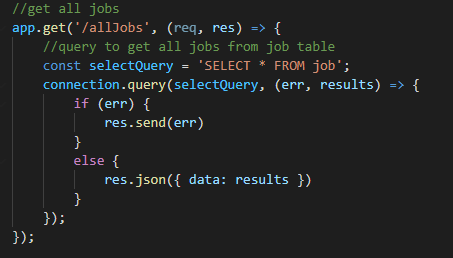 //get all jobs
app.get('/allJobs', (req, res) => {
    //query to get all jobs from job table
    const selectQuery = 'SELECT * FROM job';
    connection.query(selectQuery, (err, results) => {
        if (err) {
            res.send(err)
        }
        else {
            res.json({ data: results })
        }
    });
});